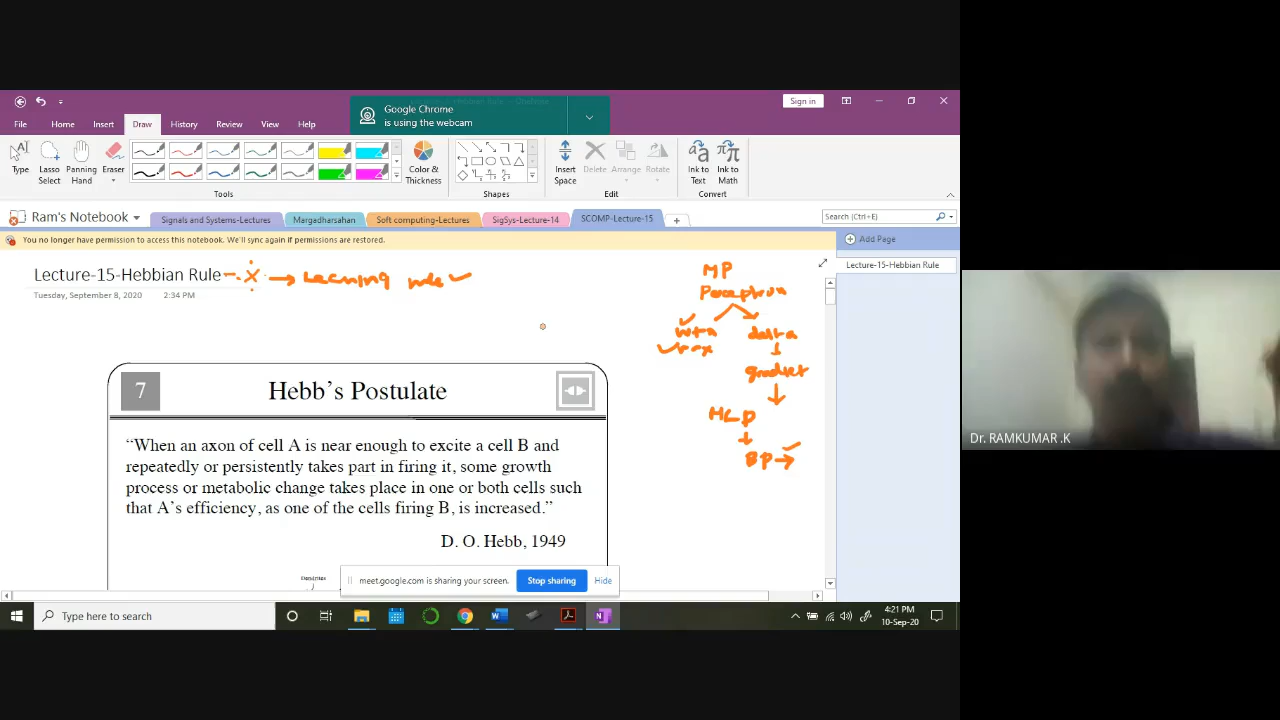 Google Chrome
is using the webcam
Sign in
File Home Insert Draw History Review View Help
Type
Lasso Select
Panning Hand
Eraser
Color & Thickness
Insert Space
Delete
Arrange
Rotate
Ink to Text
Ink to Math
Tools
Shapes
Edit
Convert
Ram's Notebook
Signals and Systems-Lectures
Margadharsahan
Soft computing-Lectures
SigSys-Lecture-14
SCOMP-Lecture-15
Search (Ctrl+E)
You no longer have permission to access this notebook. We'll sync again if permissions are restored.
Add Page
Lecture-15-Hebbian Rule
Lecture-15-Hebbian Rule
Learning rule
Tuesday, September 8, 2020 2:34 PM
MP
Perceptron
delta
MLP
BP
7
Hebb's Postulate
“When an axon of cell A is near enough to excite a cell B and
repeatedly or persistently takes part in firing it, some growth
process or metabolic change takes place in one or both cells such
that A's efficiency, as one of the cells firing B, is increased.”
D. O. Hebb, 1949
Dendrites
meet.google.com is sharing your screen. Stop sharing Hide
Dr. RAMKUMAR .K
Type here to search
4:21 PM
10-Sep-20